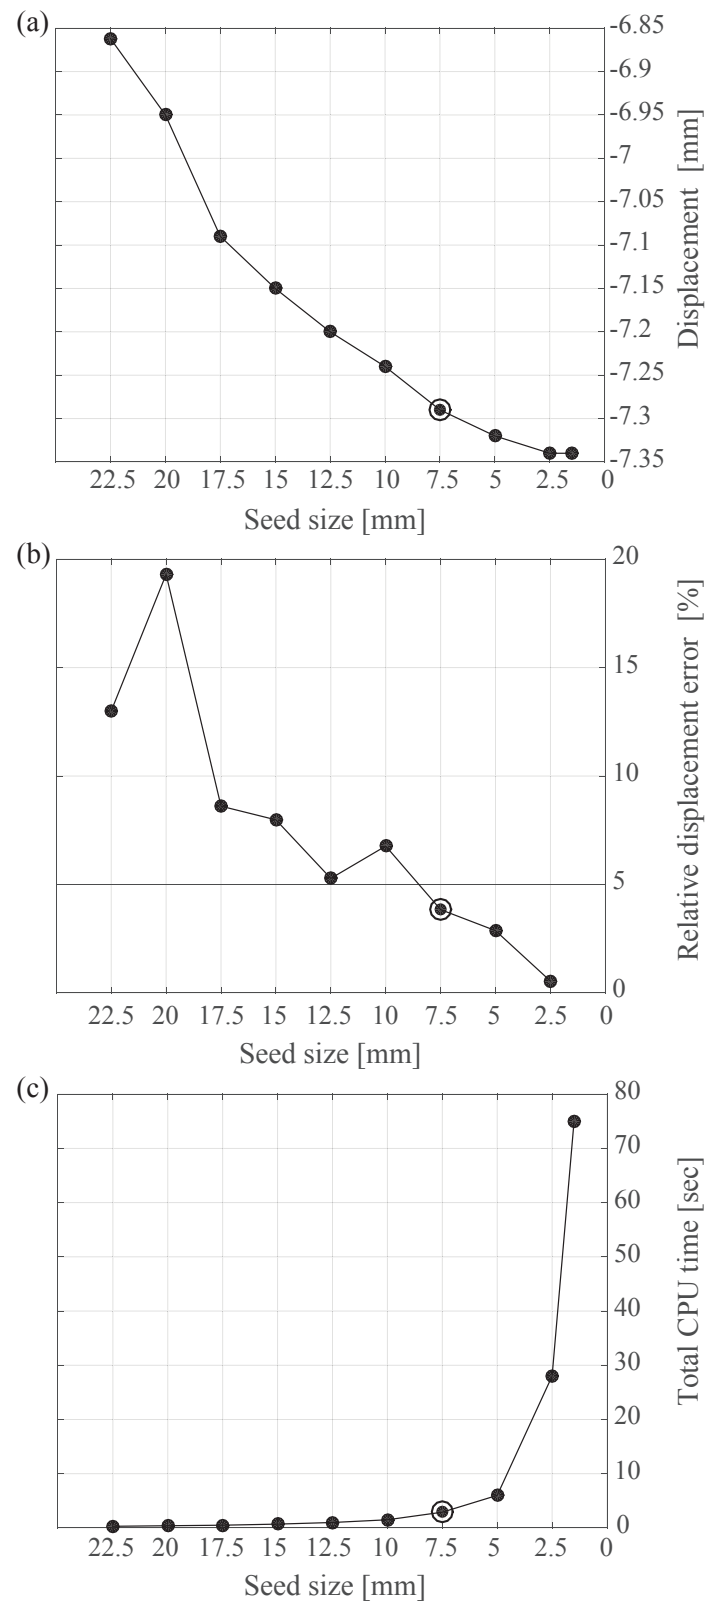 (a)
-6.85
-6.9
-6.95
-7
-7.05
-7.1
-7.15
-7.2
-7.25
-7.3
-7.35
Displacement [mm]
22.5 20 17.5 15 12.5 10 7.5 5 2.5 0
Seed size [mm]
(b)
20
15
10
5
0
Relative displacement error [%]
22.5 20 17.5 15 12.5 10 7.5 5 2.5 0
Seed size [mm]
(c)
80
70
60
50
40
30
20
10
0
Total CPU time [sec]
22.5 20 17.5 15 12.5 10 7.5 5 2.5 0
Seed size [mm]